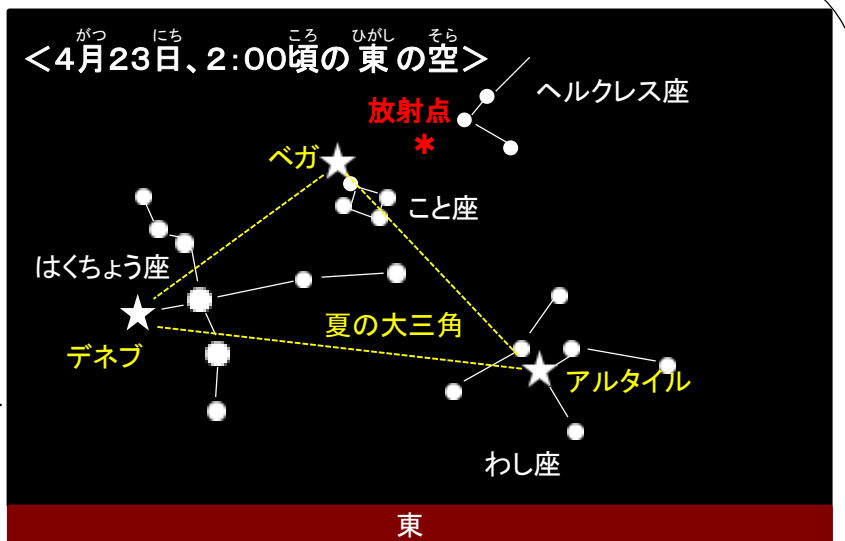 <4月23日、2:00頃の東の空>
がつ にち ころ ひがし そら
ヘルクレス座
放射点
*
ベガ
こと座
はくちょう座
夏の大三角
デネブ
アルタイル
わし座
東